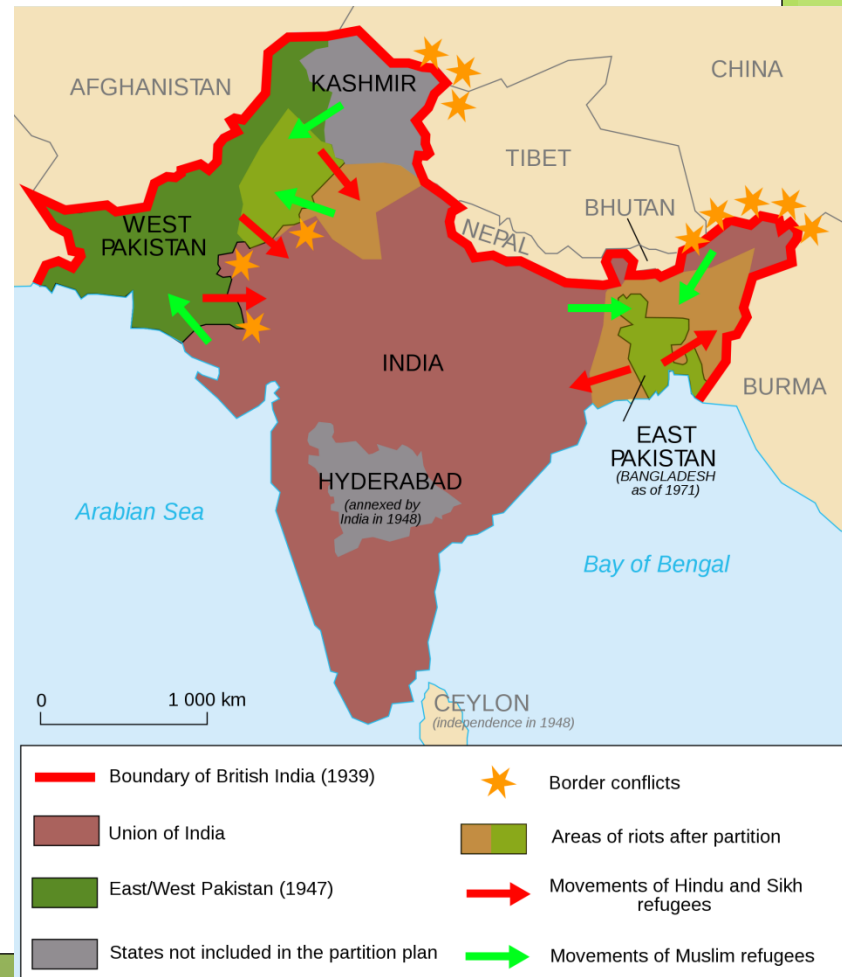 AFGHANISTAN
KASHMIR
CHINA
TIBET
BHUTAN
NEPAL
WEST
PAKISTAN
INDIA
BURMA
EAST
PAKISTAN
(BANGLADESH
as of 1971)
HYDERABAD
(annexed by
India in 1948)
Arabian Sea
Bay of Bengal
0 1 000 km
CEYLON
(independence in 1948)
Boundary of British India (1939)
Union of India
East/West Pakistan (1947)
States not included in the partition plan
Border conflicts
Areas of riots after partition
Movements of Hindu and Sikh
refugees
Movements of Muslim refugees